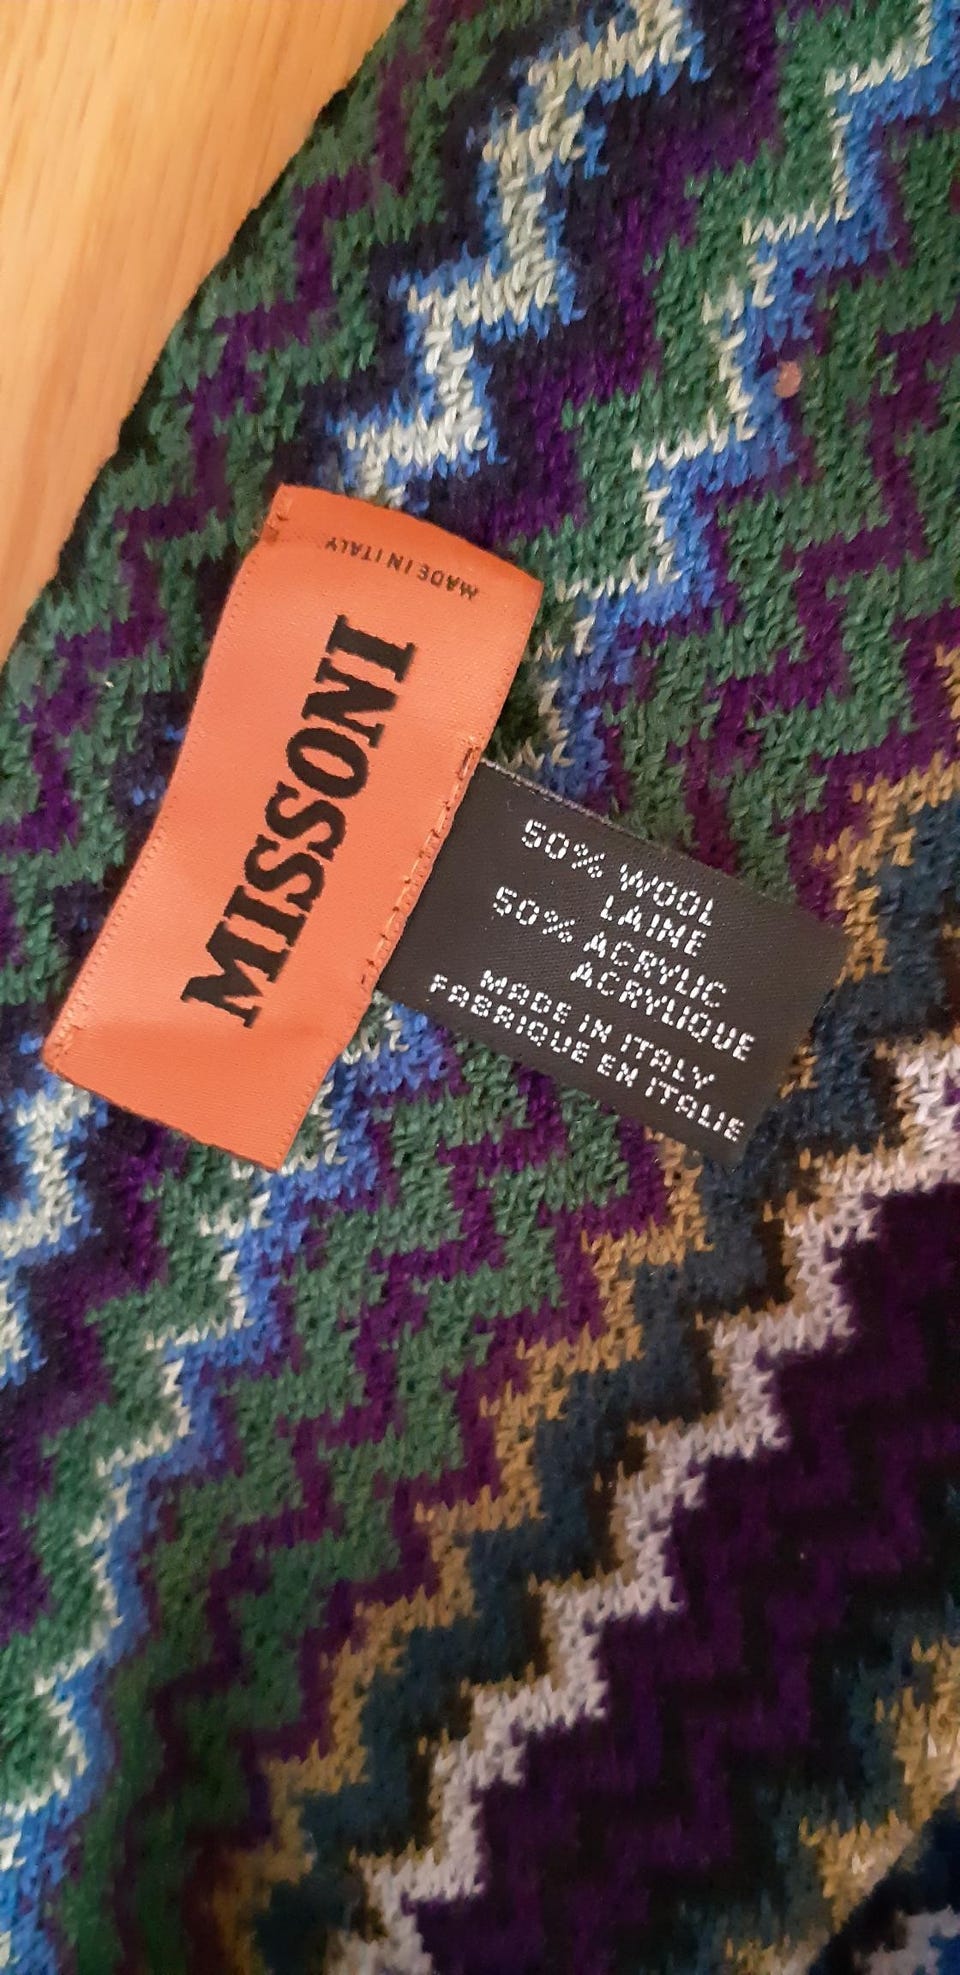 MADE IN ITALY
MISSONI
50% WOOL
LAINE
50% ACRYLIC
ACRYLIQUE
MADE IN ITALY
FABRIQUE EN ITALIE